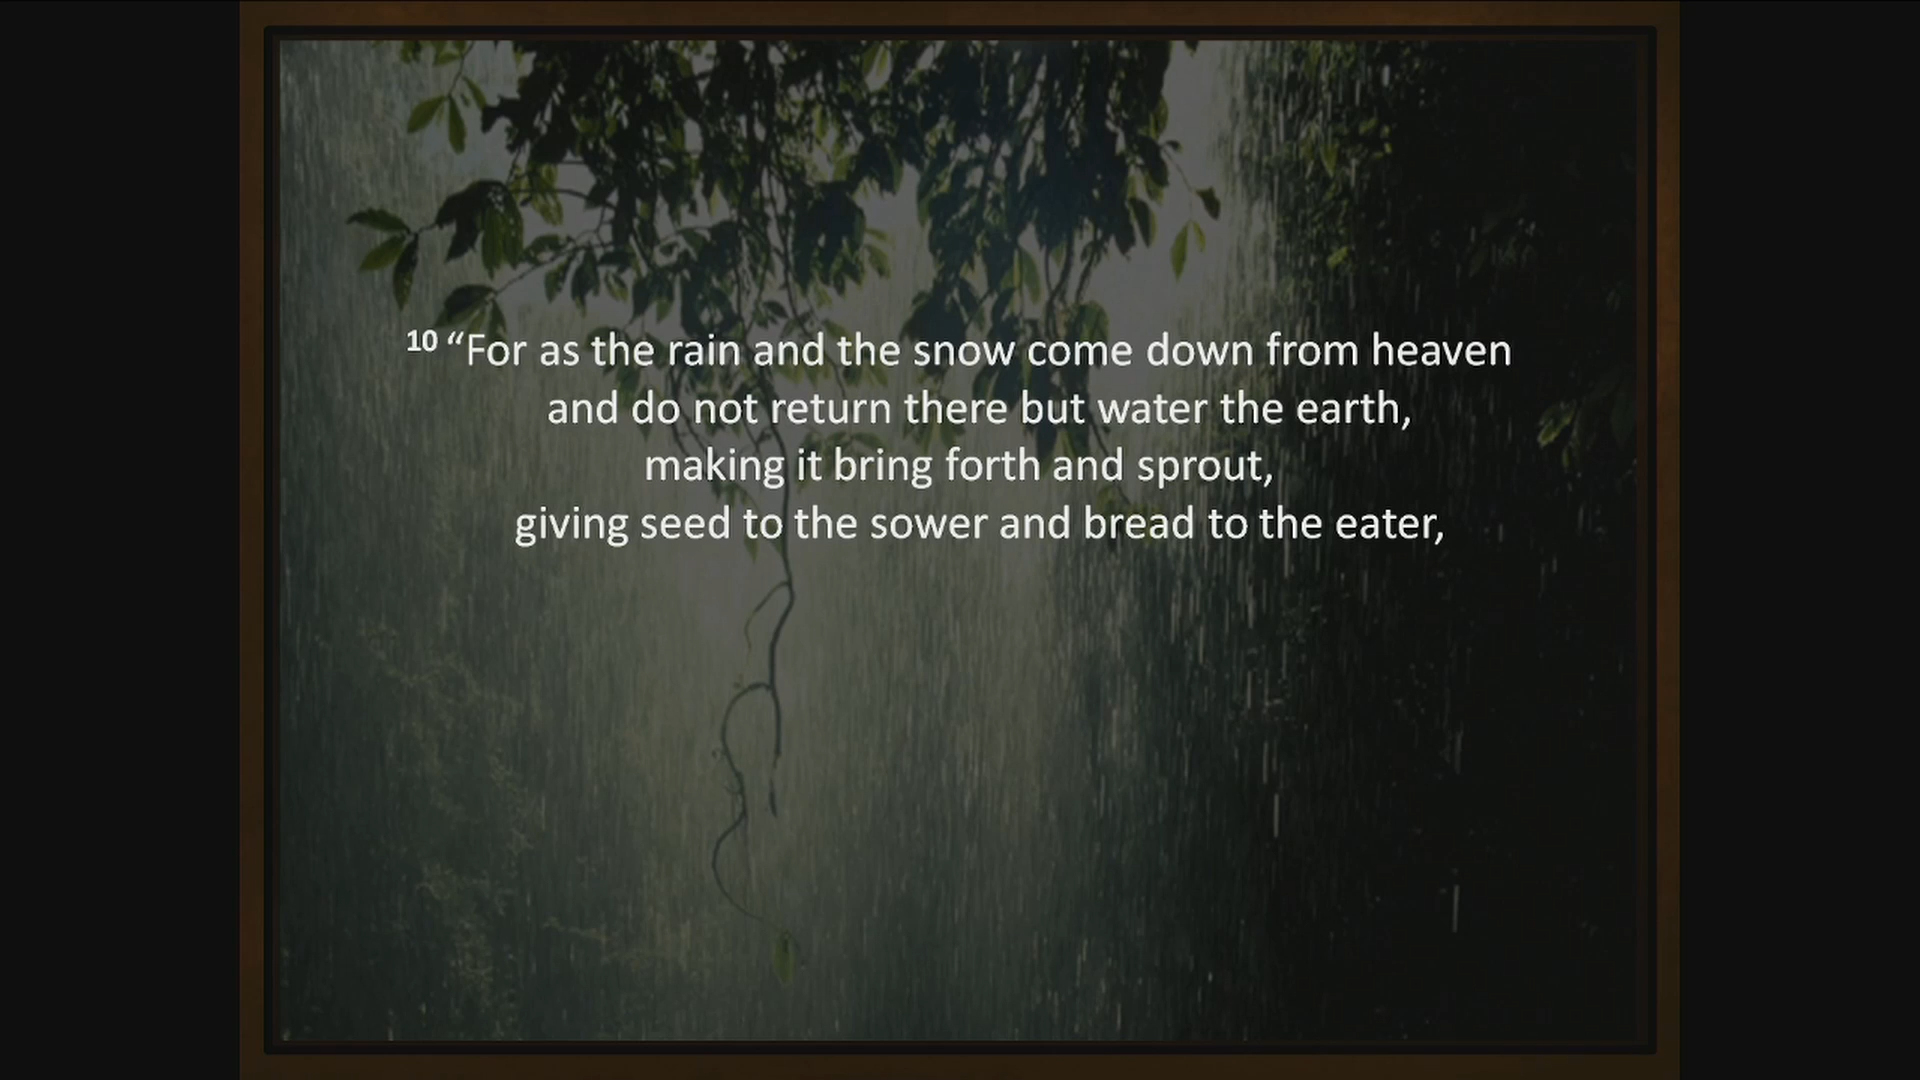 10 “For as the rain and the snow come down from heaven
and do not return there but water the earth,
making it bring forth and sprout,
giving seed to the sower and bread to the eater,